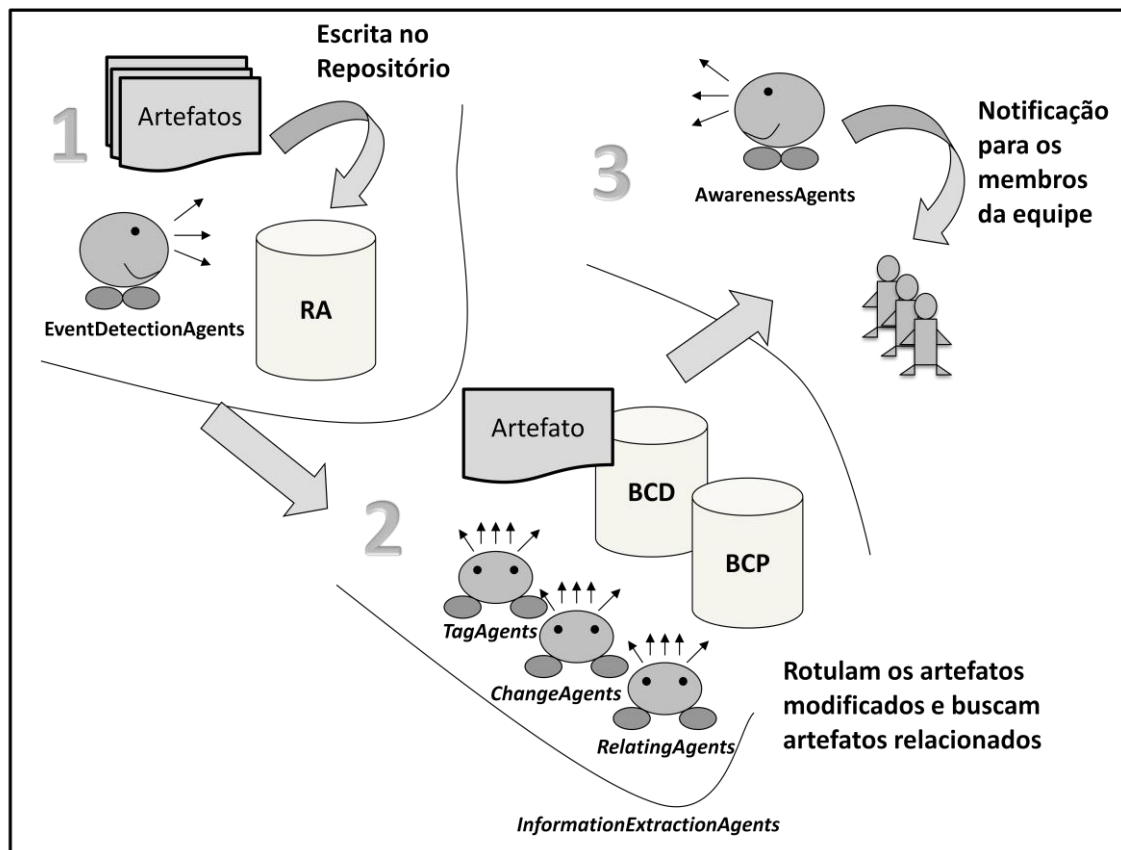 1
Artefatos
Escrita no
Repositório
EventDetectionAgents
RA
2
Artefato
BCD
BCP
TagAgents
ChangeAgents
RelatingAgents
Rotulam os artefatos
modificados e buscam
artefatos relacionados
InformationExtractionAgents
3
AwarenessAgents
Notificação
para os
membros
da equipe